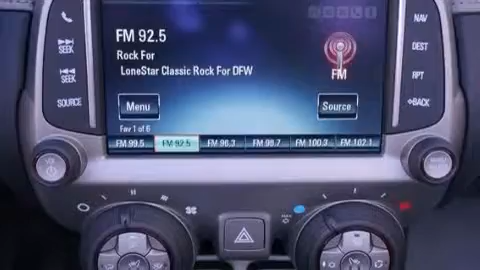 FM 92.5
Rock For
LoneStar Classic Rock For DFW
FM
Menu
Source
Fav 1 of 6
FM 99.5
FM 92.5
FM 96.3
FM 98.7
FM 100.3
FM 102.1
SEEK
SEEK
SOURCE
NAV
DEST
RPT
BACK